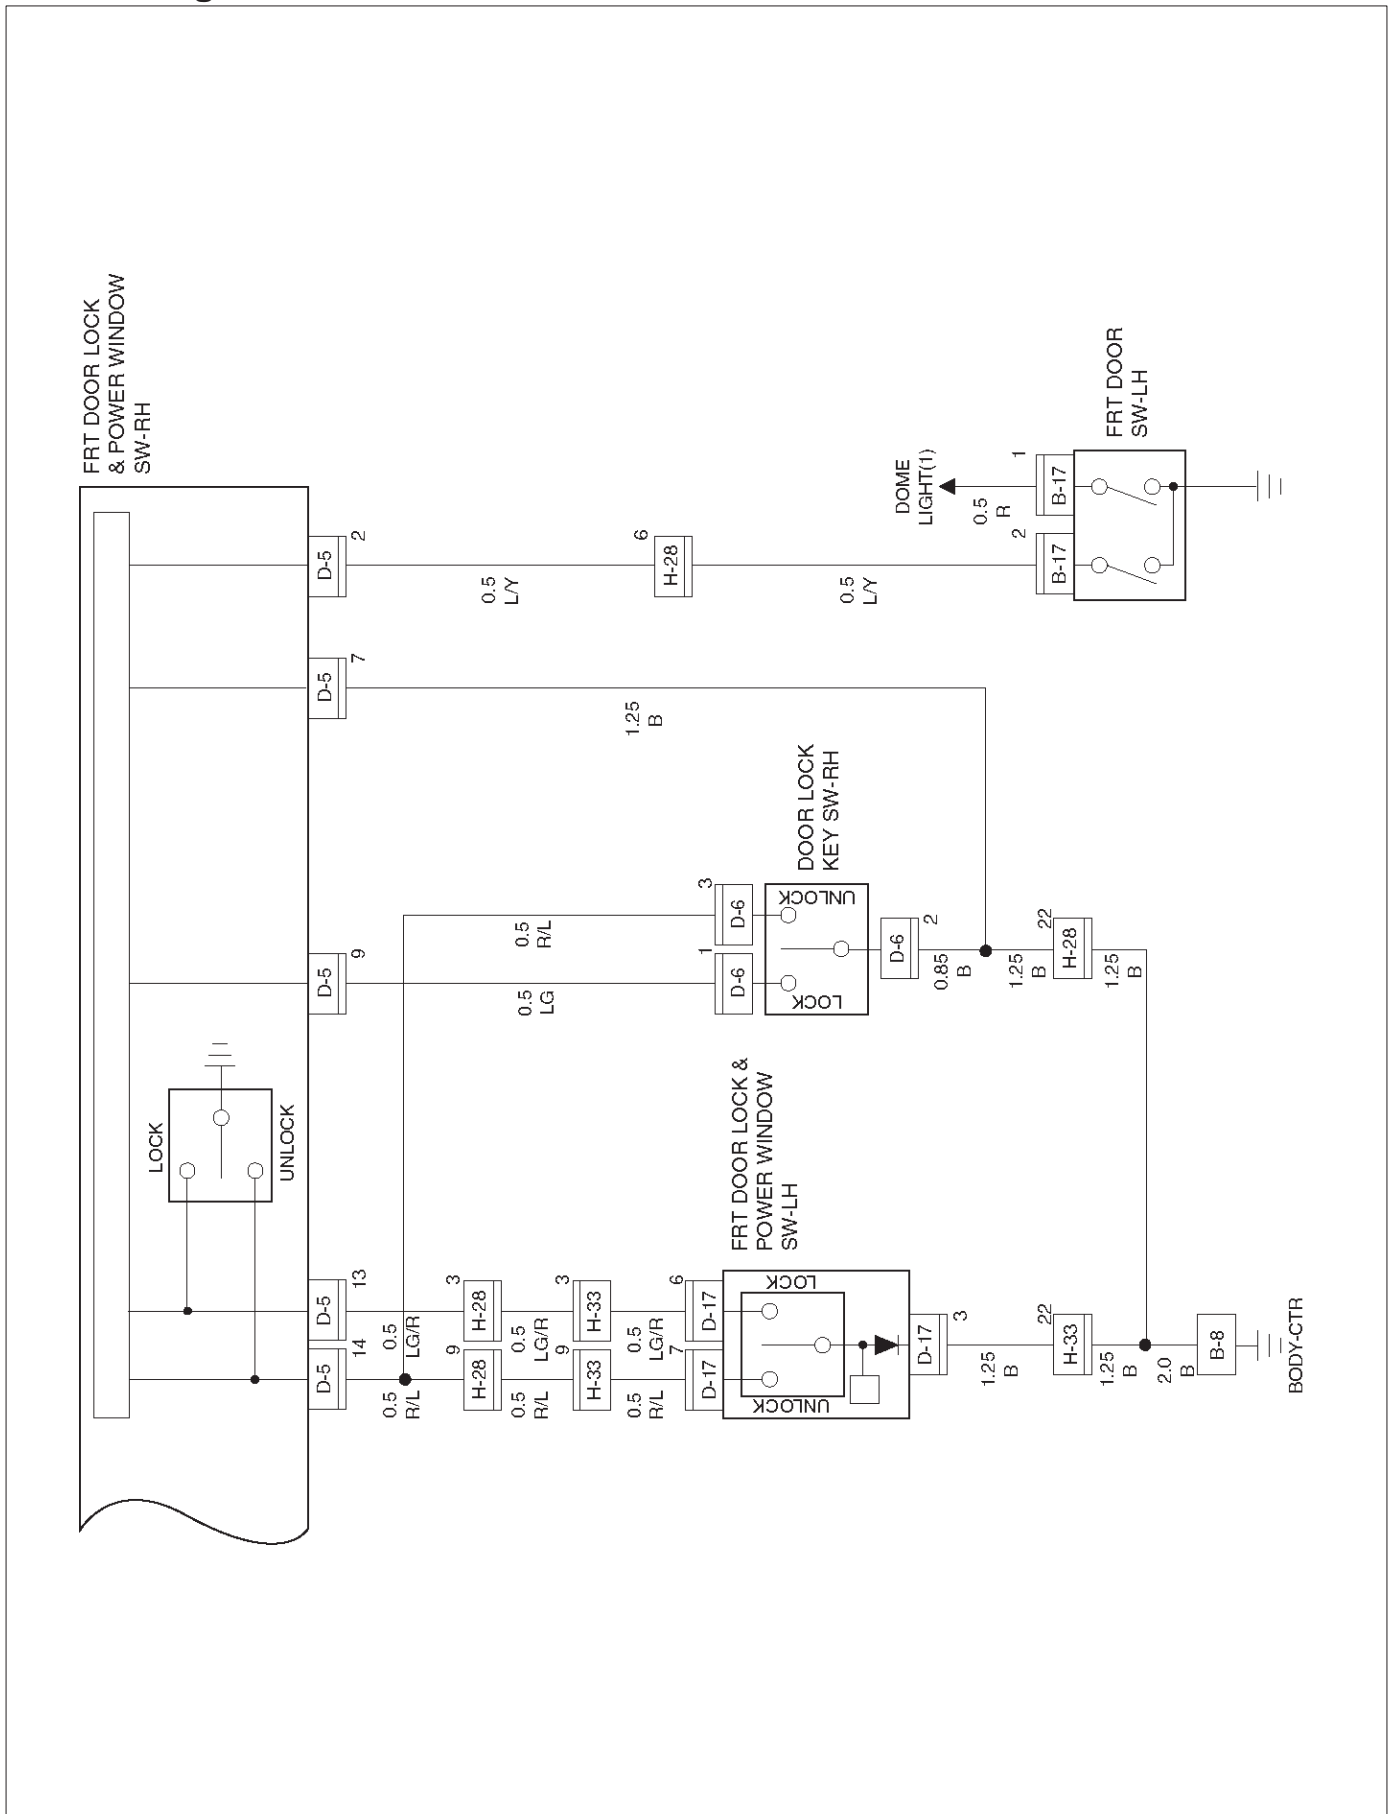 FRT DOOR LOCK
& POWER WINDOW
SW-RH
LOCK
UNLOCK
D-5
14
D-5
13
D-5
9
D-5
7
D-5
2
0.5
R/L
0.5
LG/R
H-28
9
H-28
3
0.5
R/L
0.5
LG/R
0.5
LG
0.5
R/L
1.25
B
0.5
L/Y
H-33
9
H-33
3
0.5
R/L
0.5
LG/R
H-28
6
D-17
7
D-17
6
D-6
1
D-6
3
FRT DOOR LOCK &
POWER WINDOW
SW-LH
UNLOCK
LOCK
DOOR LOCK
KEY SW-RH
LOCK
UNLOCK
0.5
L/Y
DOME
LIGHT(1)
0.5
R
D-17
3
D-6
2
0.85
B
1.25
B
1.25
B
H-33
22
H-28
22
B-17
2
B-17
1
FRT DOOR
SW-LH
1.25
B
1.25
B
2.0
B
B-8
BODY-CTR